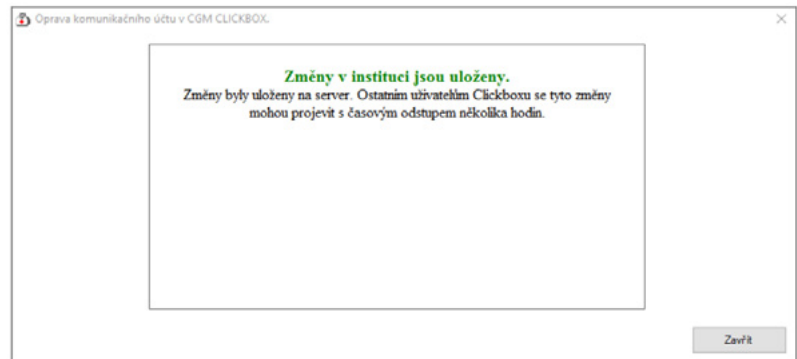 Oprava komunikačního účtu v CGM CLICKBOX.
Změny v instituci jsou uloženy.
Změny byly uloženy na server. Ostatním uživatelům Clickboxu se tyto změny
mohou projevit s časovým odstupem několika hodin.
Zavřít